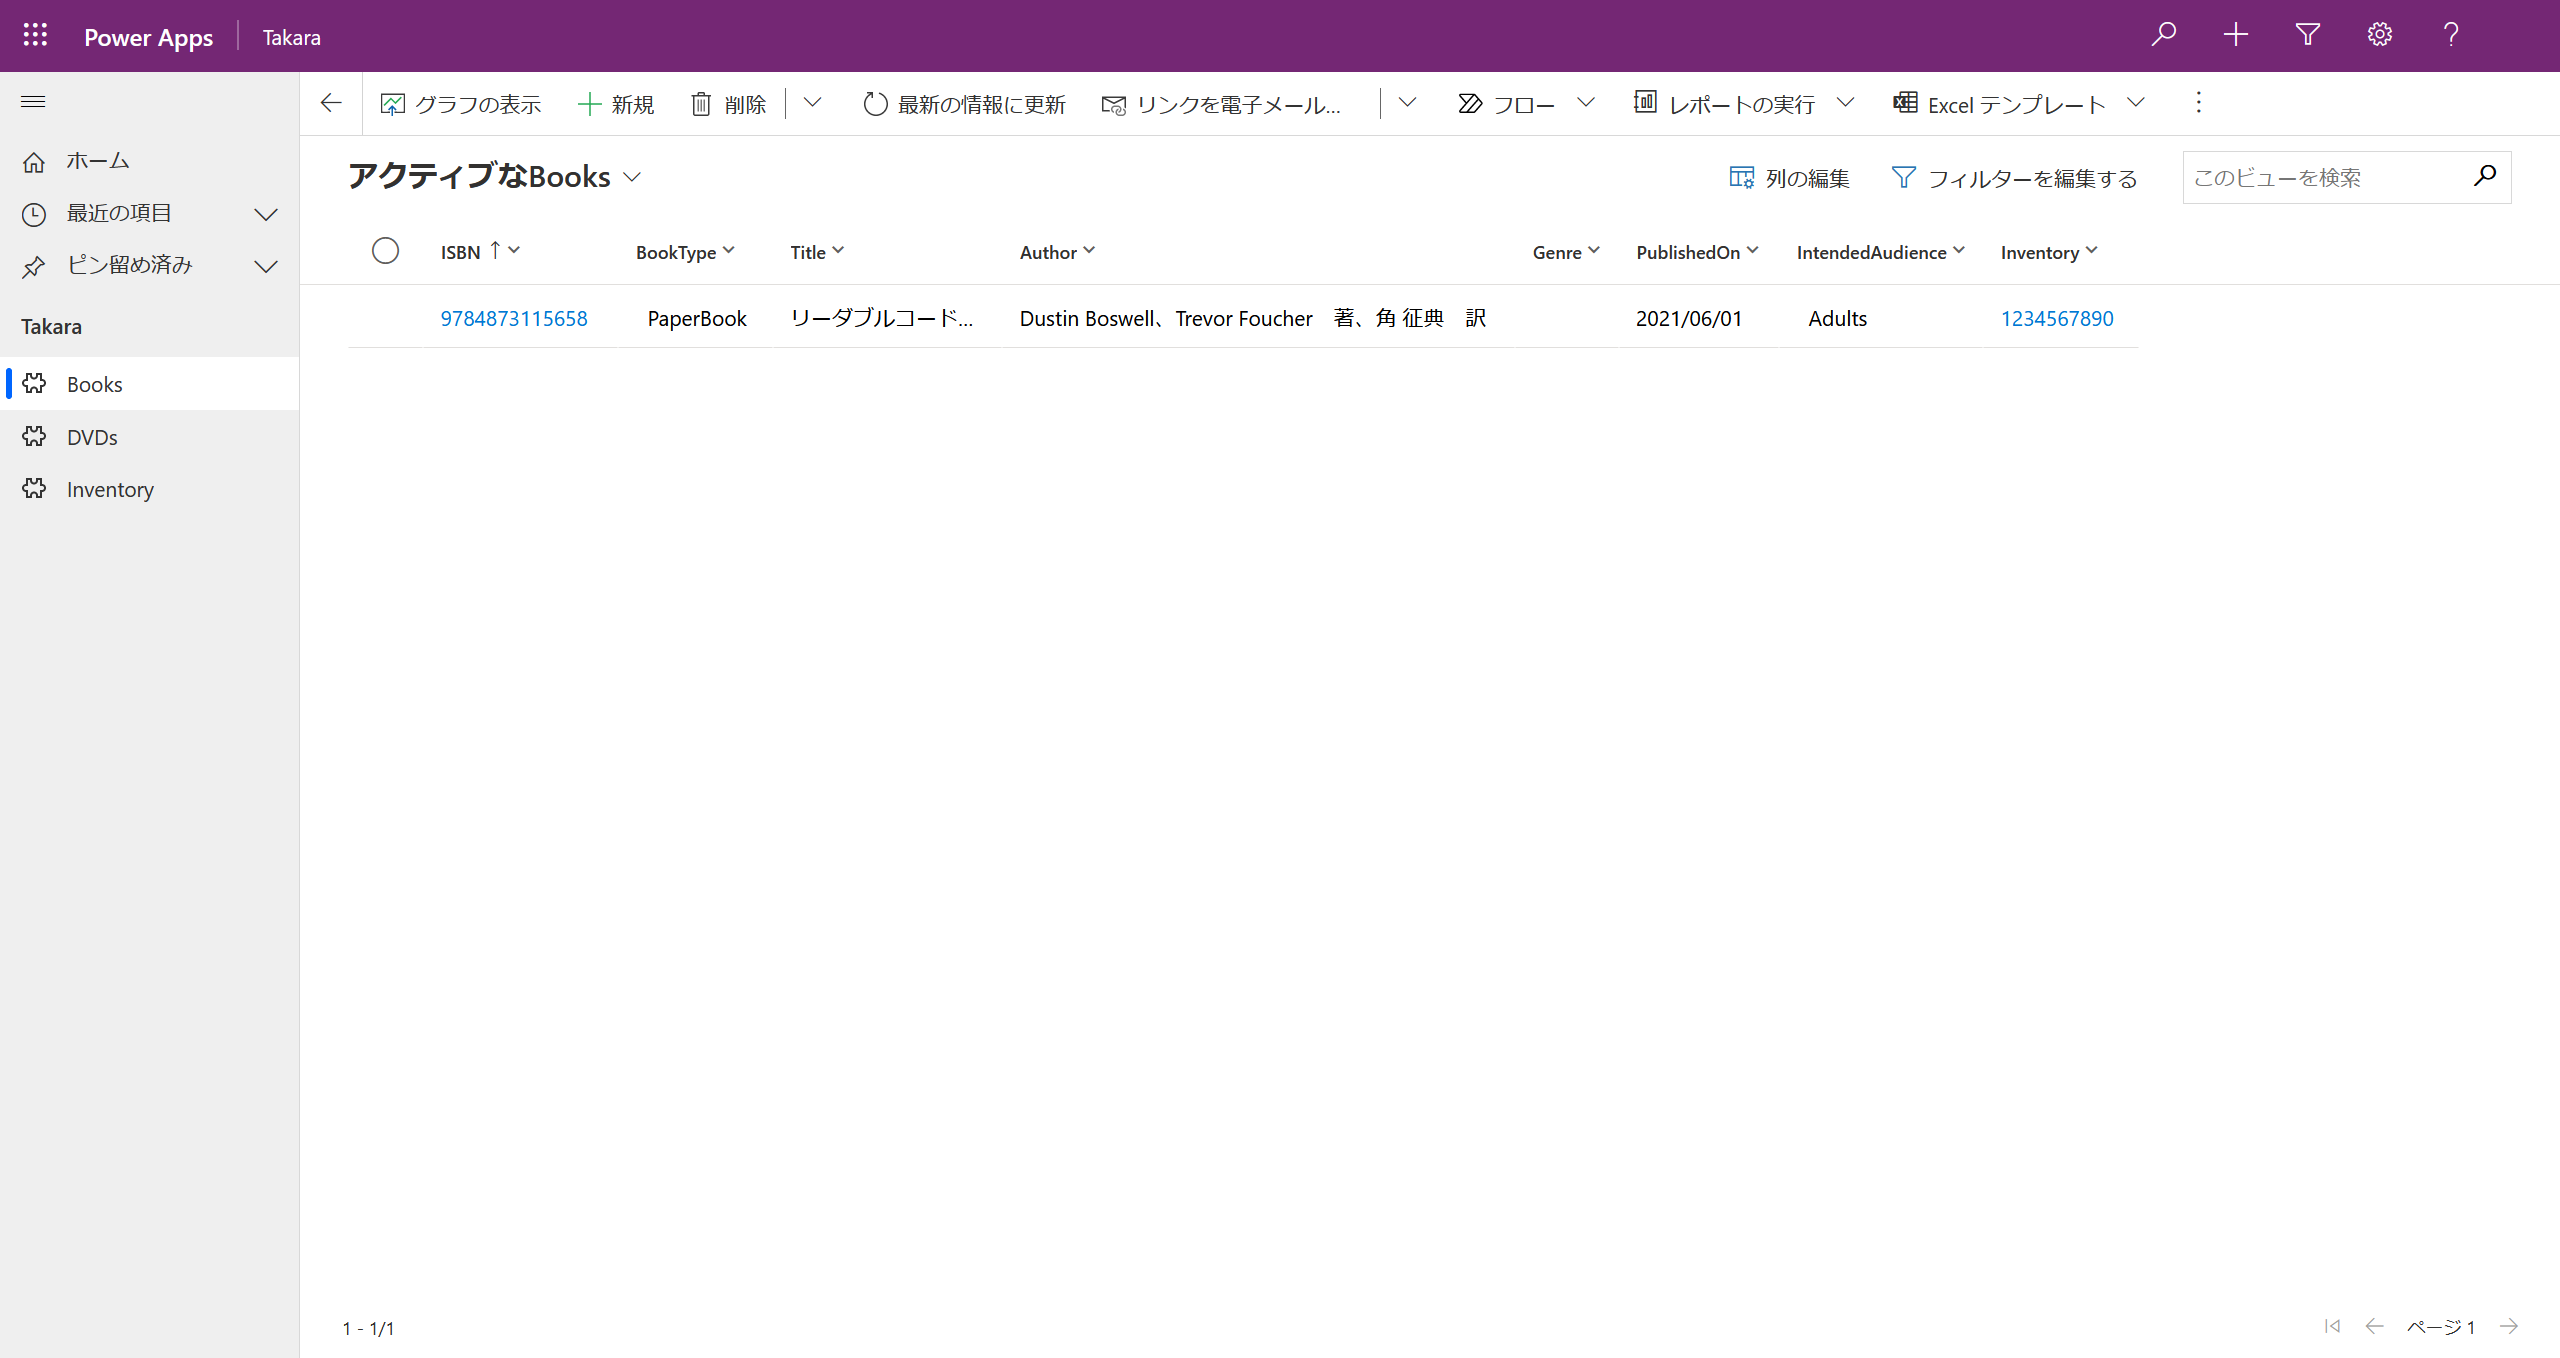 Power Apps Takara
グラフの表示 新規 削除 最新の情報に更新 リンクを電子メール... フロー レポートの実行 Excel テンプレート
ホーム
最近の項目
ピン留め済み
Takara
Books
DVDs
Inventory
アクティブなBooks 列の編集 フィルターを編集する このビューを検索
ISBN BookType Title Author Genre PublishedOn IntendedAudience Inventory
9784873115658 PaperBook リーダブルコード... Dustin Boswell、Trevor Foucher 著、角 征典 訳 2021/06/01 Adults 1234567890
1 - 1/1 ページ 1